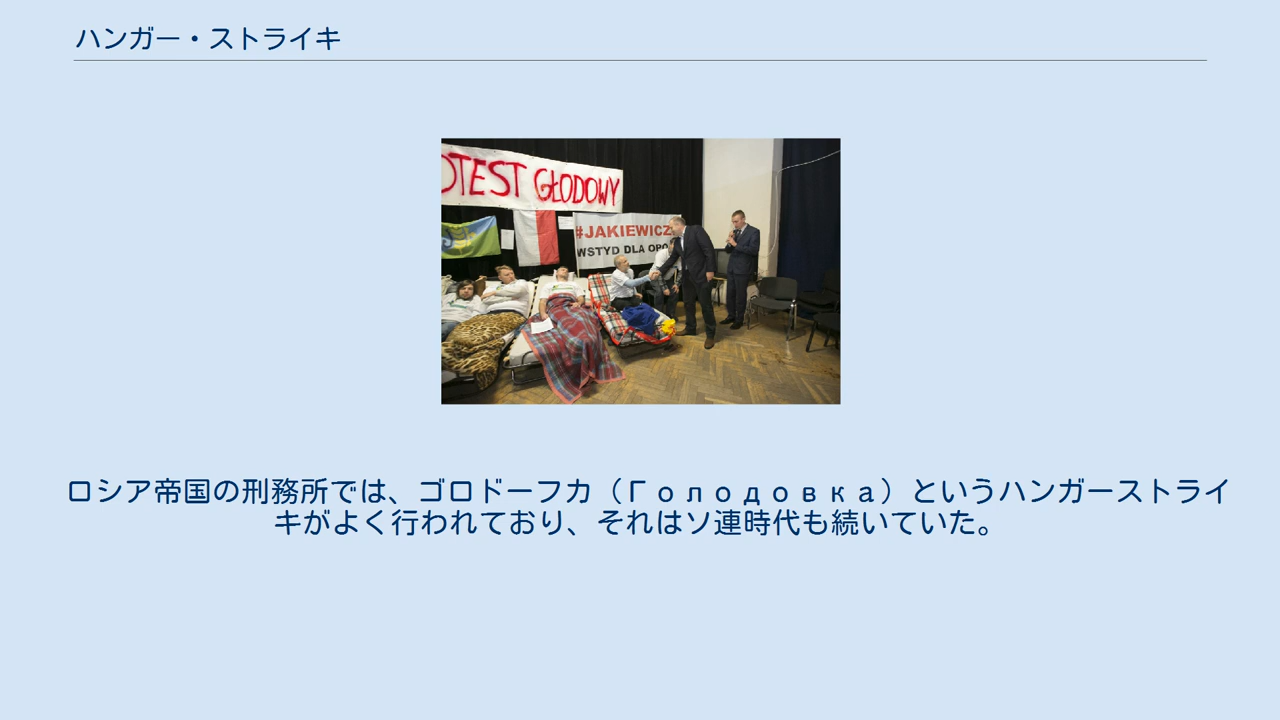 ハンガー・ストライキ
OTEST GŁODOWY
#JAKIEWICZ
WSTYD DLA
ロシア帝国の刑務所では、ゴロドーフカ（Голодовка）というハンガーストライ
キがよく行われており、それはソ連時代も続いていた。